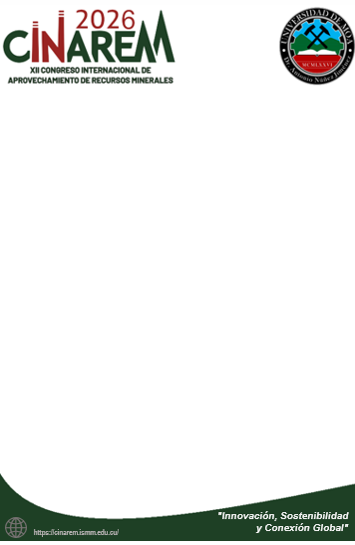 2026
CINAREM
XII CONGRESO INTERNACIONAL DE
APROVECHAMIENTO DE RECURSOS MINERALES
UNIVERSIDAD DE MOA
MCMLXXVI
Dr. Antonio Núñez Jiménez
"Innovación, Sostenibilidad
y Conexión Global"
https://cinarem.ismm.edu.cu/